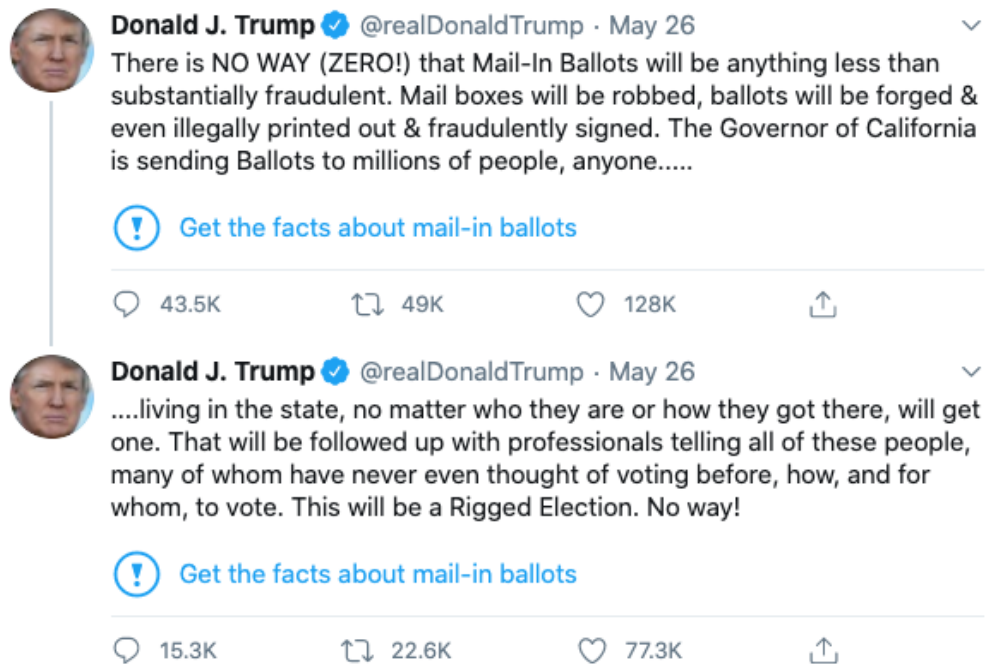 Donald J. Trump @realDonaldTrump · May 26
There is NO WAY (ZERO!) that Mail-In Ballots will be anything less than
substantially fraudulent. Mail boxes will be robbed, ballots will be forged &
even illegally printed out & fraudulently signed. The Governor of California
is sending Ballots to millions of people, anyone.....
Get the facts about mail-in ballots
43.5K 49K 128K
Donald J. Trump @realDonaldTrump · May 26
....living in the state, no matter who they are or how they got there, will get
one. That will be followed up with professionals telling all of these people,
many of whom have never even thought of voting before, how, and for
whom, to vote. This will be a Rigged Election. No way!
Get the facts about mail-in ballots
15.3K 22.6K 77.3K